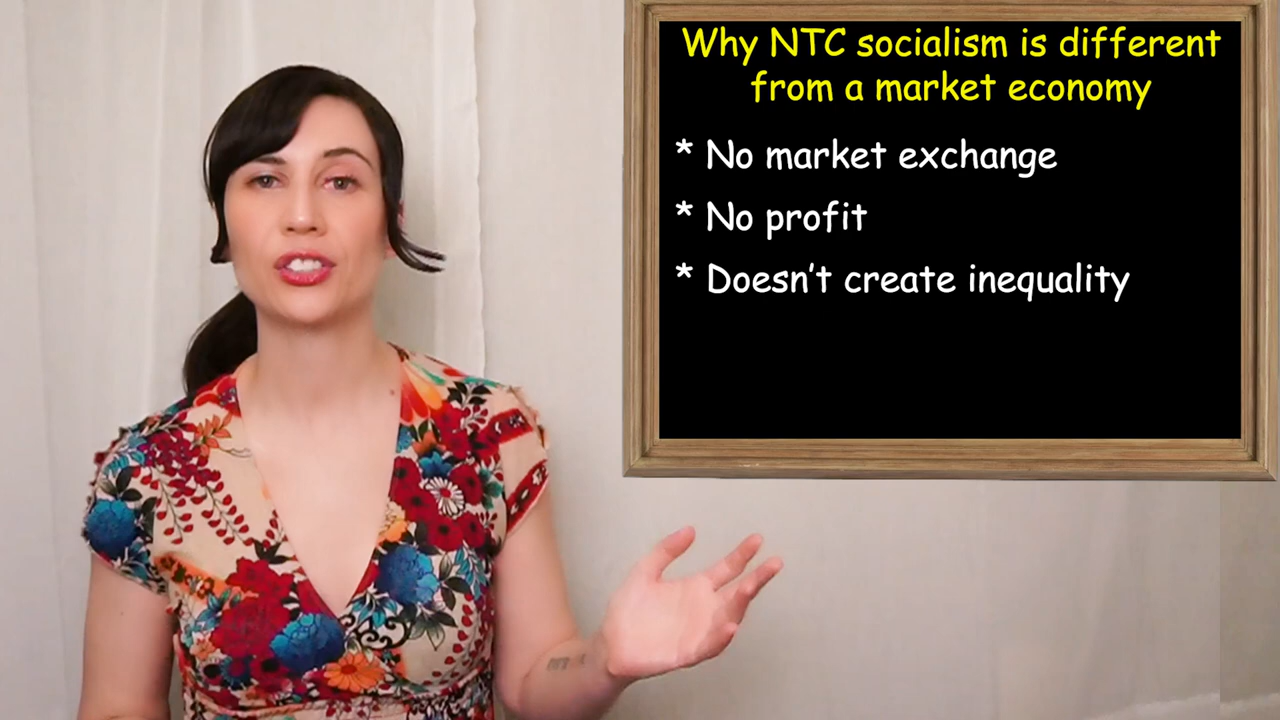 Why NTC socialism is different
from a market economy
* No market exchange
* No profit
* Doesn't create inequality